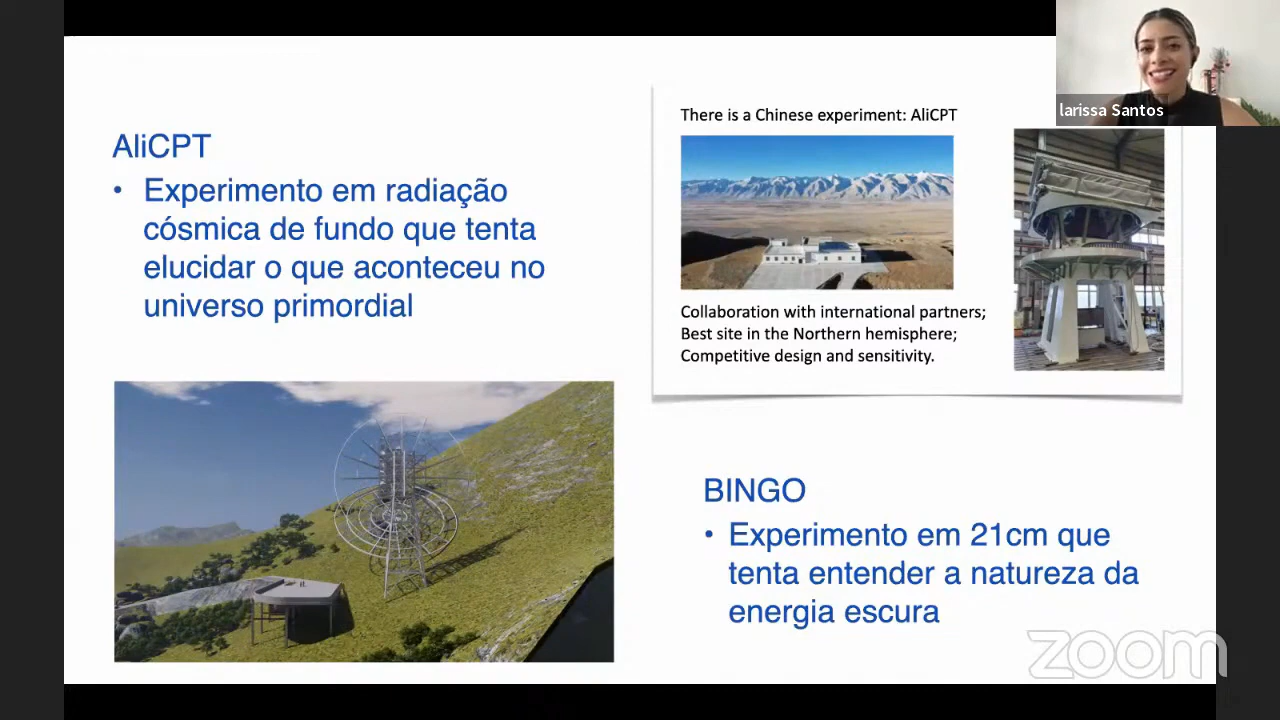 larissa Santos
AliCPT
• Experimento em radiação
cósmica de fundo que tenta
elucidar o que aconteceu no
universo primordial
There is a Chinese experiment: AliCPT
Collaboration with international partners;
Best site in the Northern hemisphere;
Competitive design and sensitivity.
BINGO
• Experimento em 21cm que
tenta entender a natureza da
energia escura
zoom